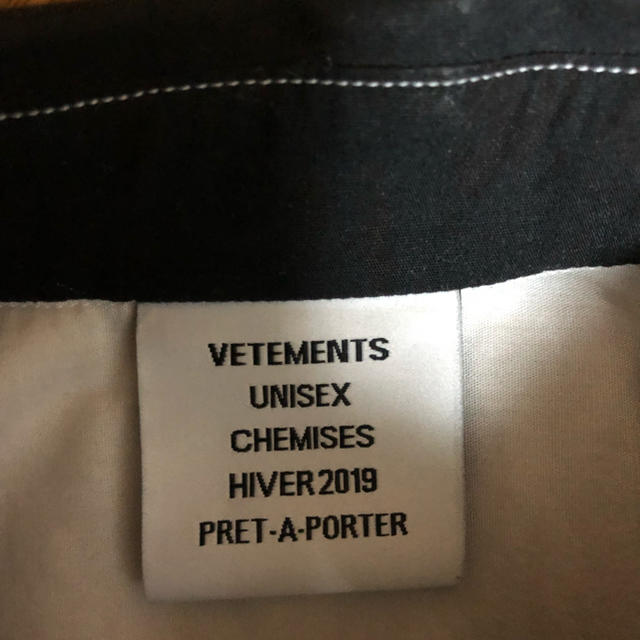 VETEMENTS
UNISEX
CHEMISES
HIVER 2019
PRET-A-PORTER